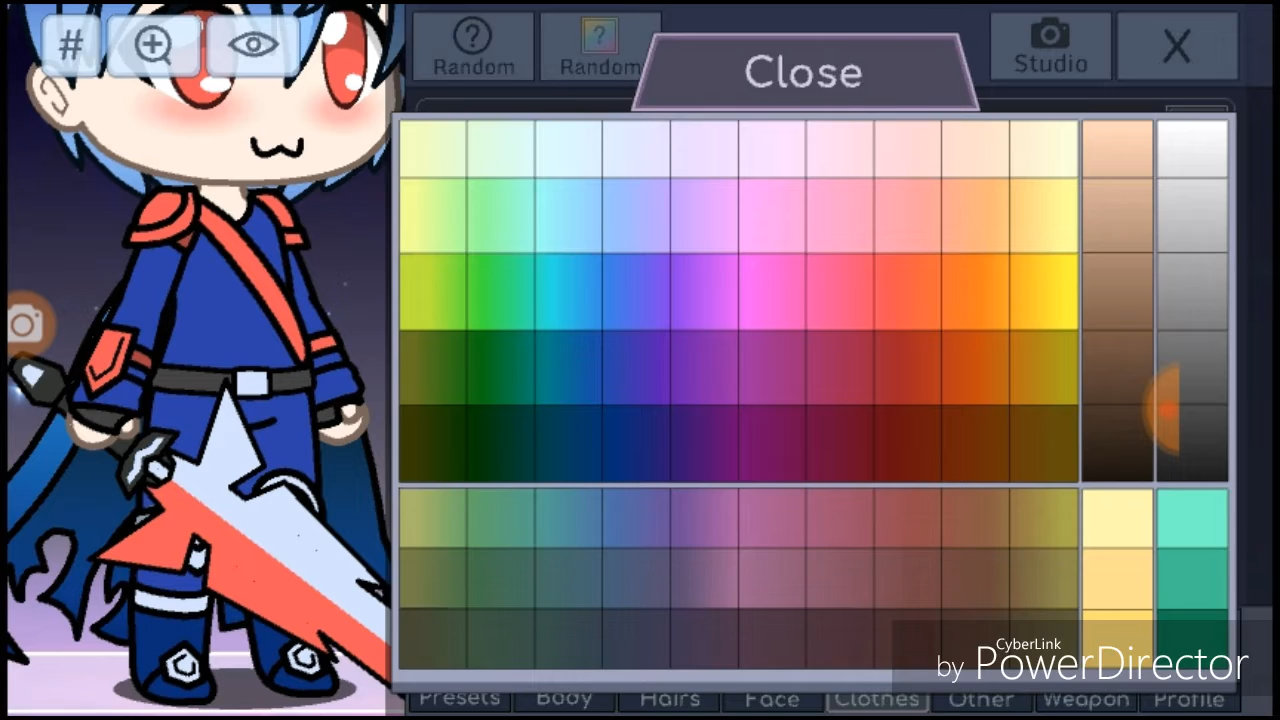 #
Random
Random
Studio
X
Close
Presets
Body
Hairs
Face
Clothes
Other
Weapon
Profile
CyberLink
by PowerDirector